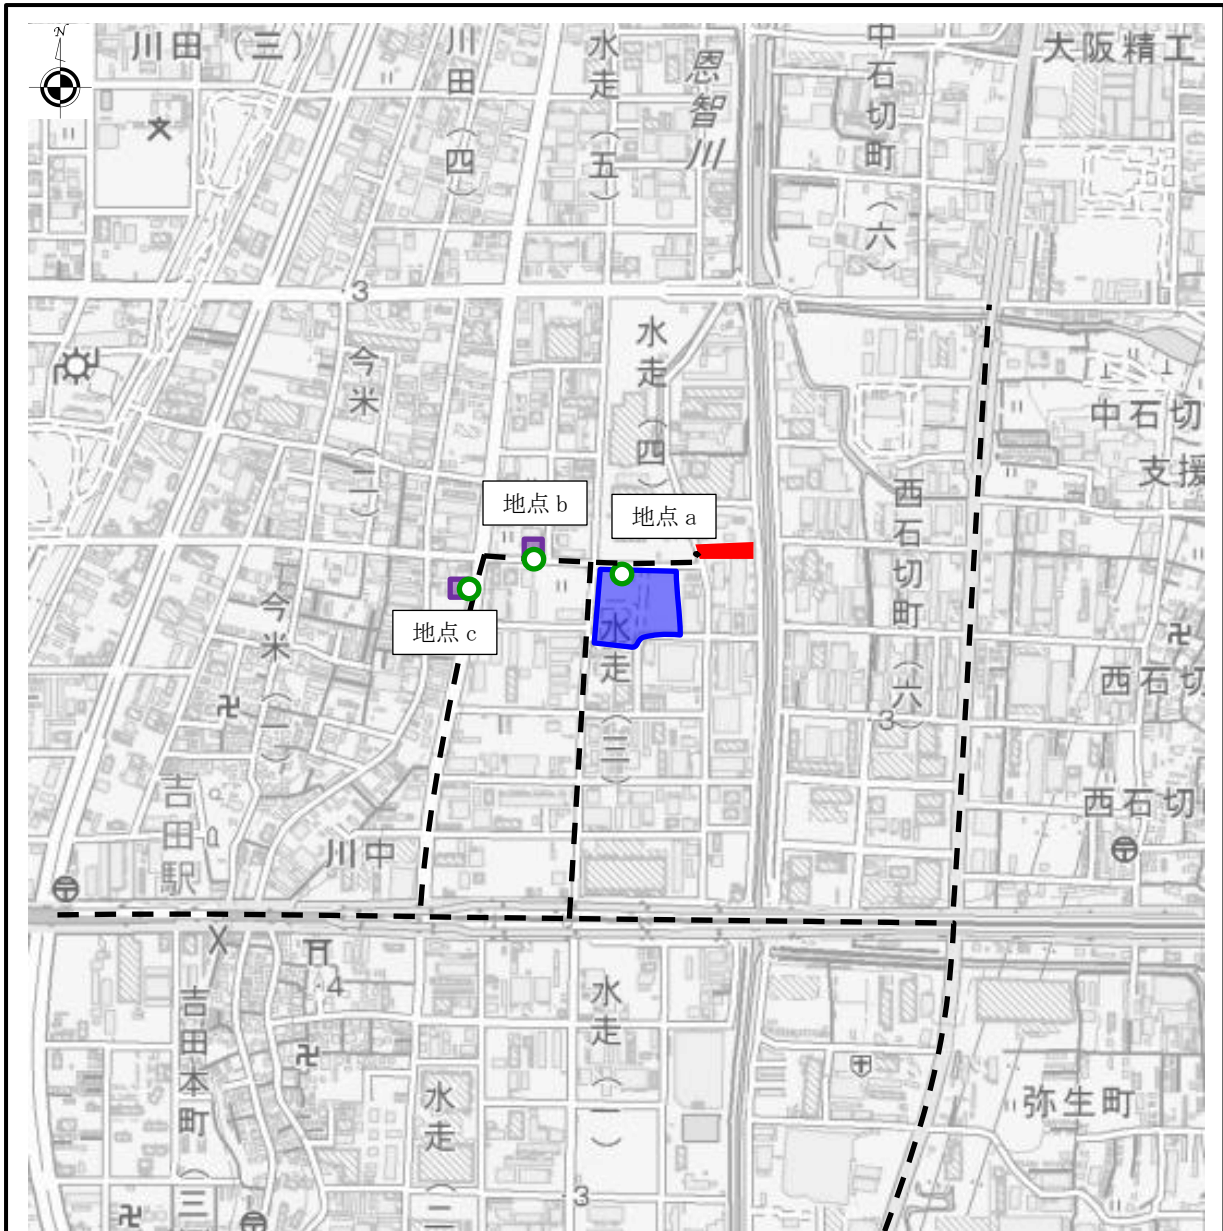 N
川田（三）
川田（四）
水走（五）
恩智川
中石切町（六）
大阪精工
3
今米（二）
水走（四）
中石切
支援
西石切町（六）
3
地点 b
地点 a
地点 c
今米（一）
水走（三）
西石切
西石切
吉田駅
川中
4
吉田本町（三
水走（二
水走（一）
3
弥生町